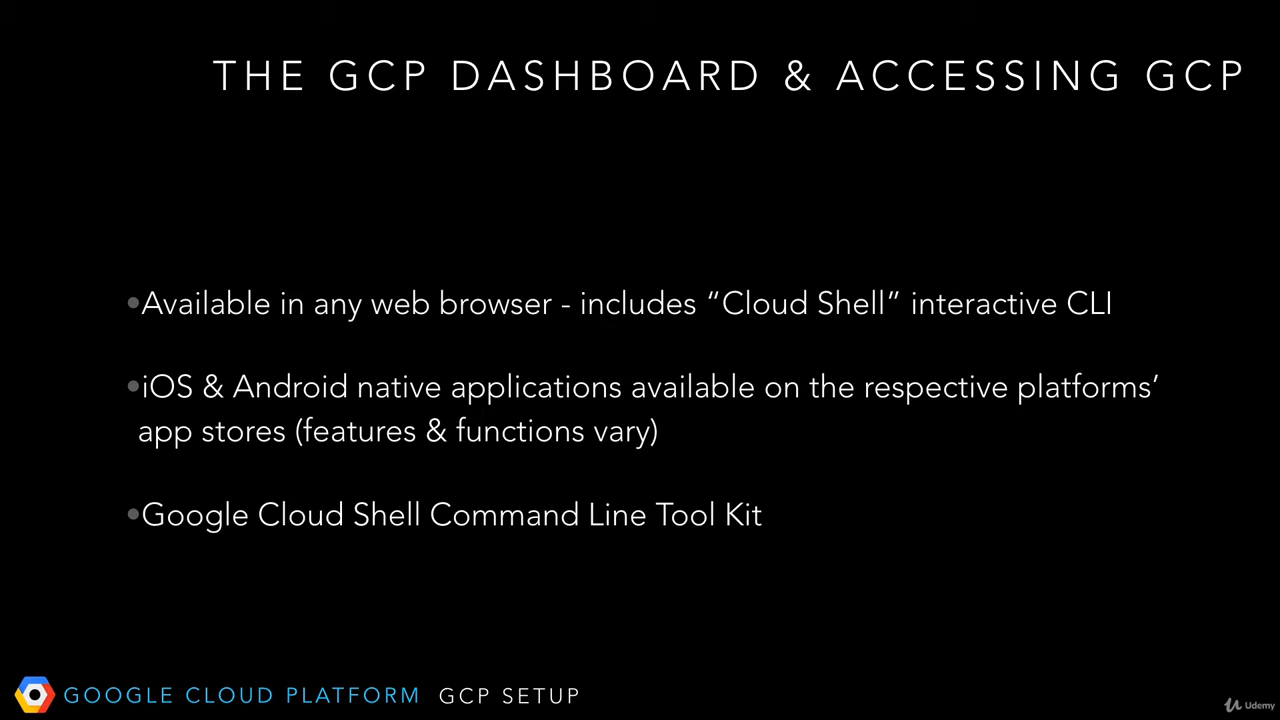 THE GCP DASHBOARD & ACCESSING GCP
•Available in any web browser - includes “Cloud Shell” interactive CLI
•iOS & Android native applications available on the respective platforms’
app stores (features & functions vary)
•Google Cloud Shell Command Line Tool Kit
GOOGLE CLOUD PLATFORM GCP SETUP
Udemy